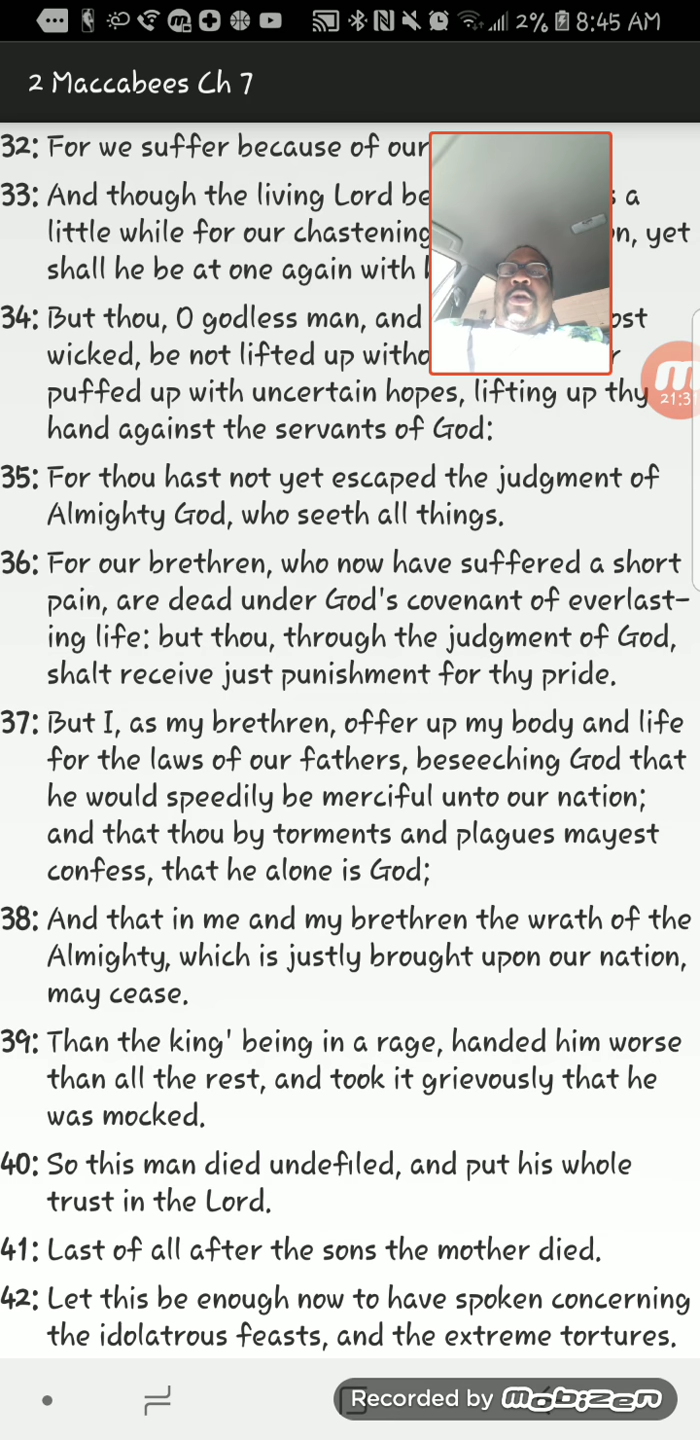 2% 8:45 AM
2 Maccabees Ch 7
32: For we suffer because of our
33: And though the living Lord be a
little while for our chastening yet
shall he be at one again with
34: But thou, O godless man, and
wicked, be not lifted up
puffed up with uncertain hopes, lifting up thy
21:31
hand against the servants of God:
35: For thou hast not yet escaped the judgment of
Almighty God, who seeth all things.
36: For our brethren, who now have suffered a short
pain, are dead under God's covenant of everlast-
ing life: but thou, through the judgment of God,
shalt receive just punishment for thy pride.
37: But I, as my brethren, offer up my body and life
for the laws of our fathers, beseeching God that
he would speedily be merciful unto our nation;
and that thou by torments and plagues mayest
confess, that he alone is God;
38: And that in me and my brethren the wrath of the
Almighty, which is justly brought upon our nation,
may cease.
39: Than the king' being in a rage, handed him worse
than all the rest, and took it grievously that he
was mocked.
40: So this man died undefiled, and put his whole
trust in the Lord.
41: Last of all after the sons the mother died.
42: Let this be enough now to have spoken concerning
the idolatrous feasts, and the extreme tortures.
Recorded by mobizen